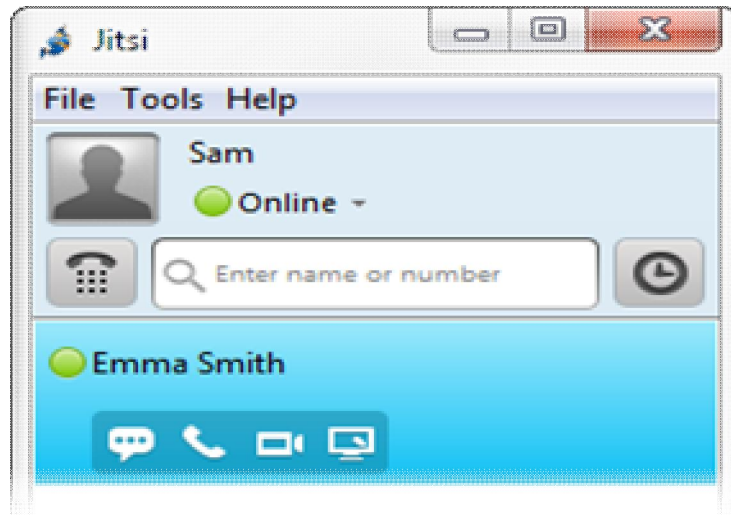 Jitsi
File Tools Help
Sam
Online
Enter name or number
Emma Smith